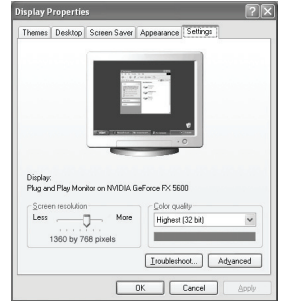 Display Properties
Themes Desktop Screen Saver Appearance Settings
Display:
Plug and Play Monitor on NVIDIA GeForce FX 5600
Screen resolution
Less More
1360 by 768 pixels
Color quality
Highest (32 bit)
Troubleshoot... Advanced
OK Cancel Apply